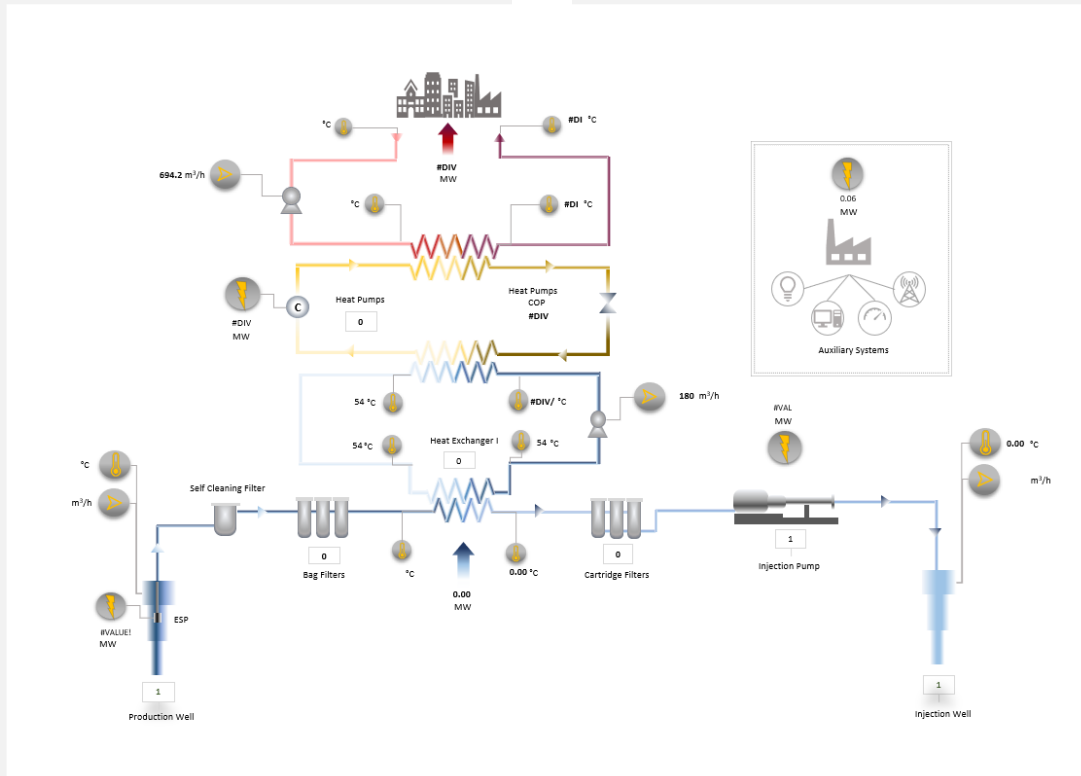 °C
#DI °C
694.2 m³/h
#DIV
MW
°C
#DI °C
0.06
MW
Heat Pumps
0
Heat Pumps
COP
#DIV
C
#DIV
MW
Auxiliary Systems
54 °C
#DIV/ °C
180 m³/h
#VAL
MW
54 °C
Heat Exchanger I
54 °C
0
0.00 °C
°C
m³/h
m³/h
Self Cleaning Filter
0
Bag Filters
°C
0.00 °C
0
Cartridge Filters
1
Injection Pump
0.00
MW
ESP
#VALUE!
MW
1
Production Well
1
Injection Well